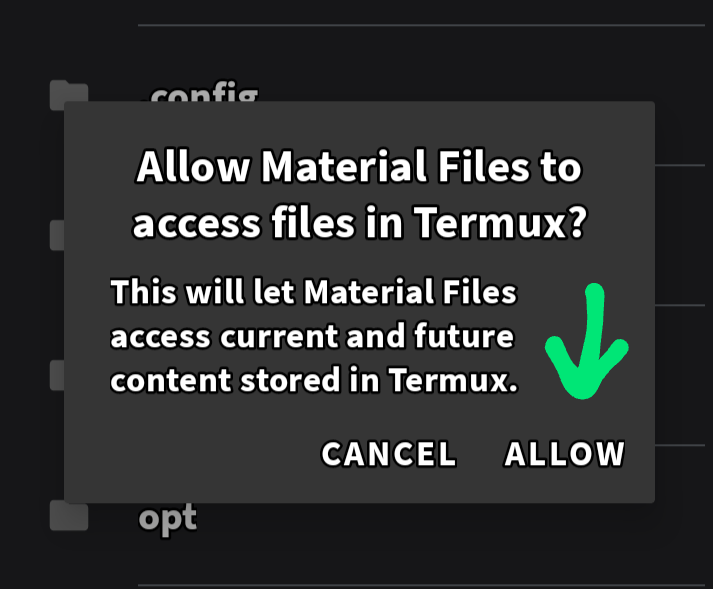 .config
Allow Material Files to
access files in Termux?
This will let Material Files
access current and future
content stored in Termux.
CANCEL ALLOW
opt